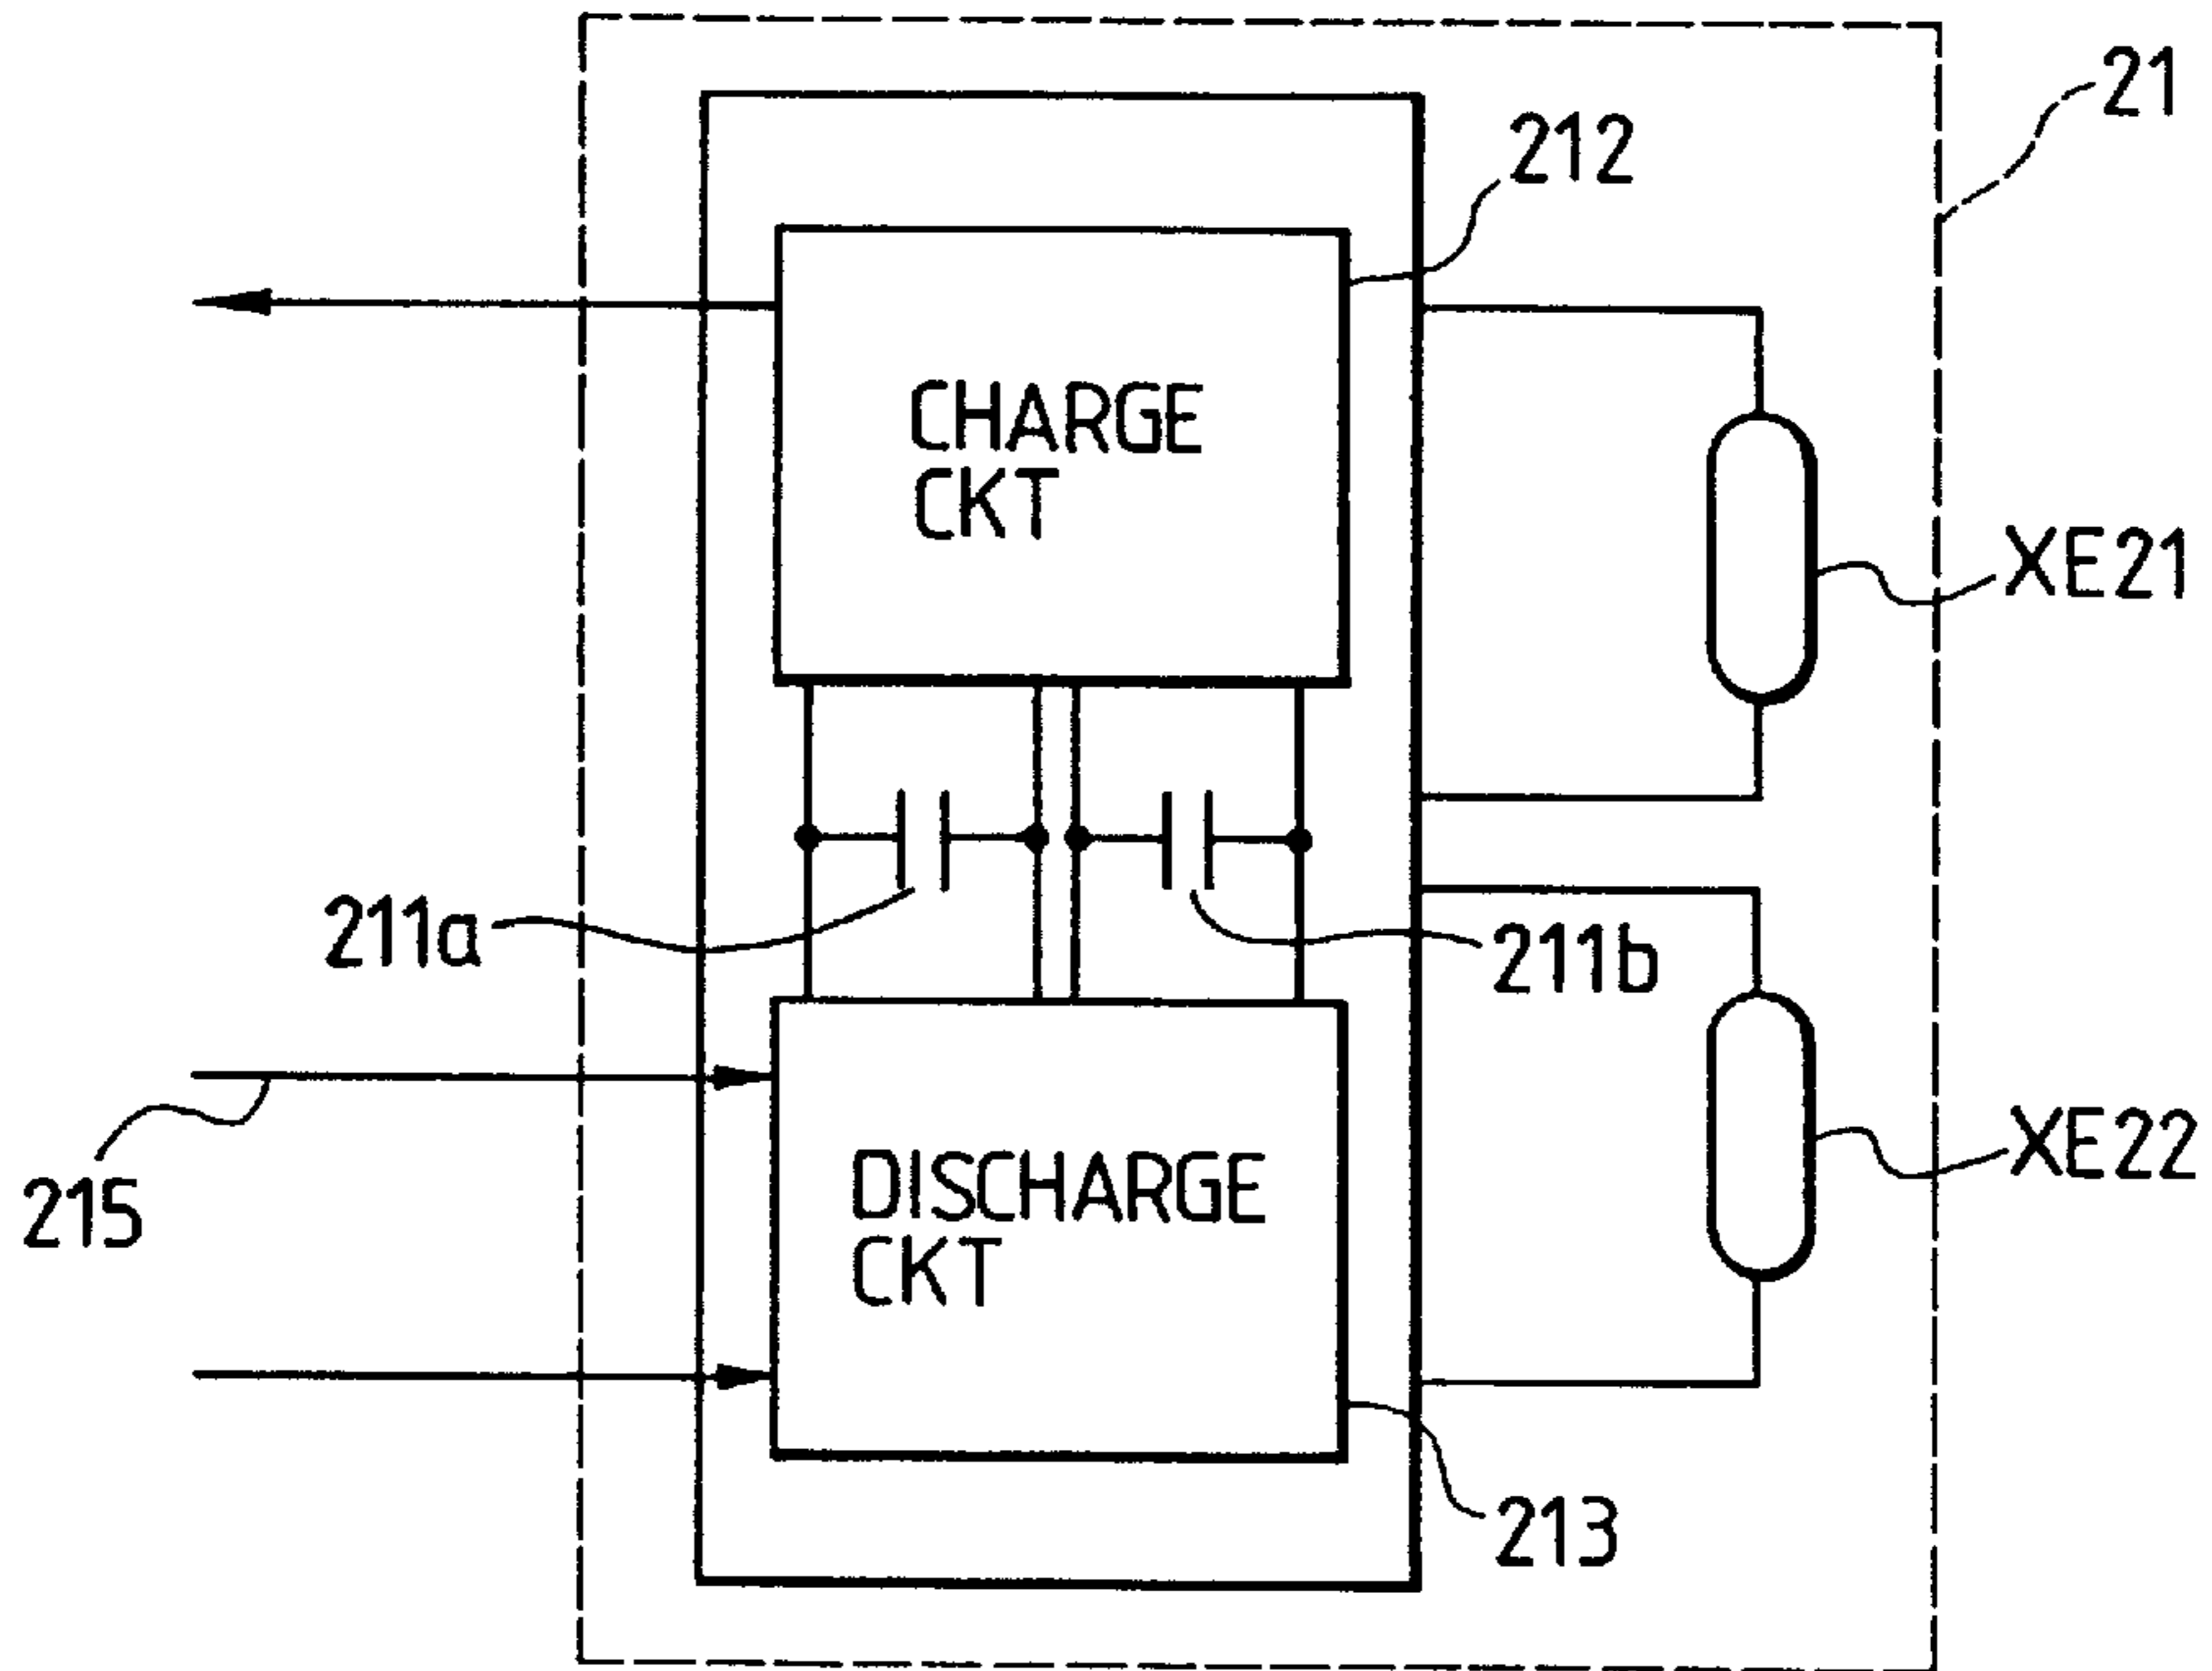 21
212
CHARGE
CKT
XE21
211a
211b
215
DISCHARGE
CKT
XE22
213